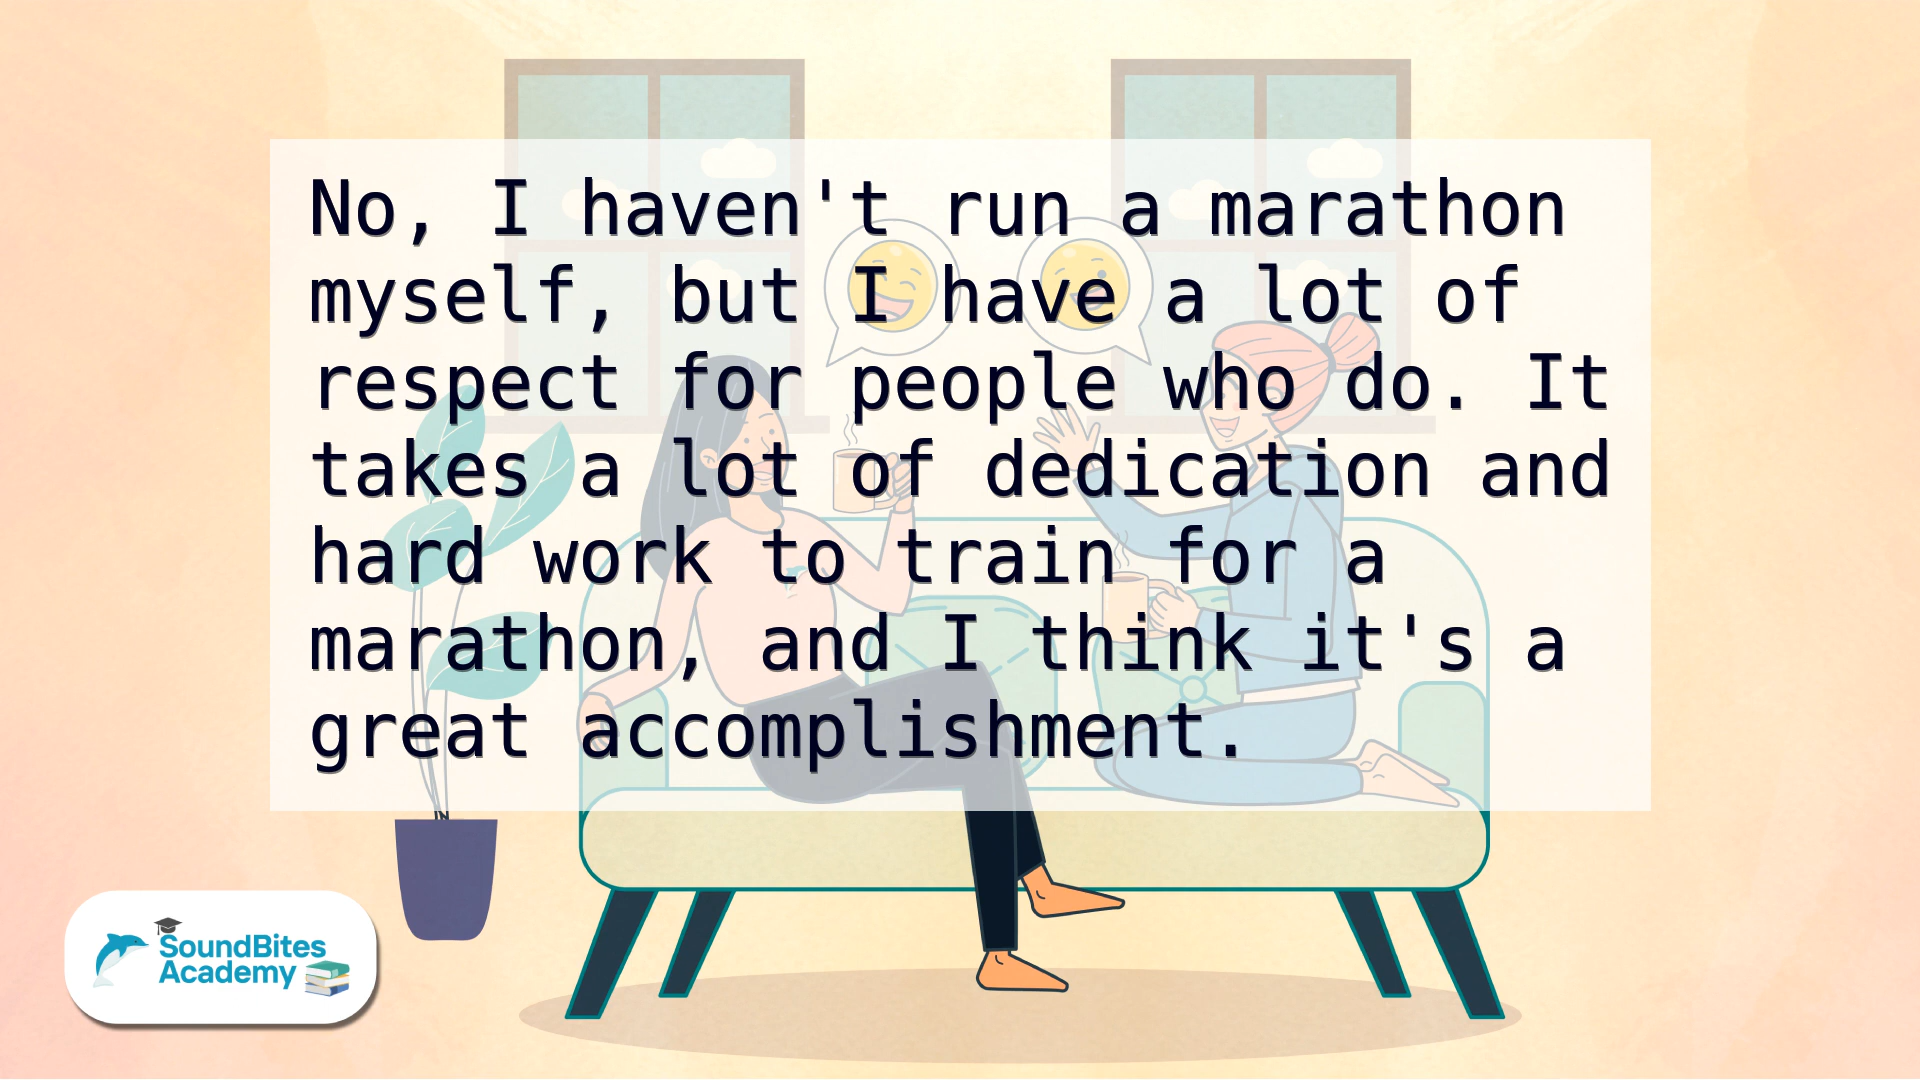 No, I haven't run a marathon
myself, but I have a lot of
respect for people who do. It
takes a lot of dedication and
hard work to train for a
marathon, and I think it's a
great accomplishment.
SoundBites
Academy